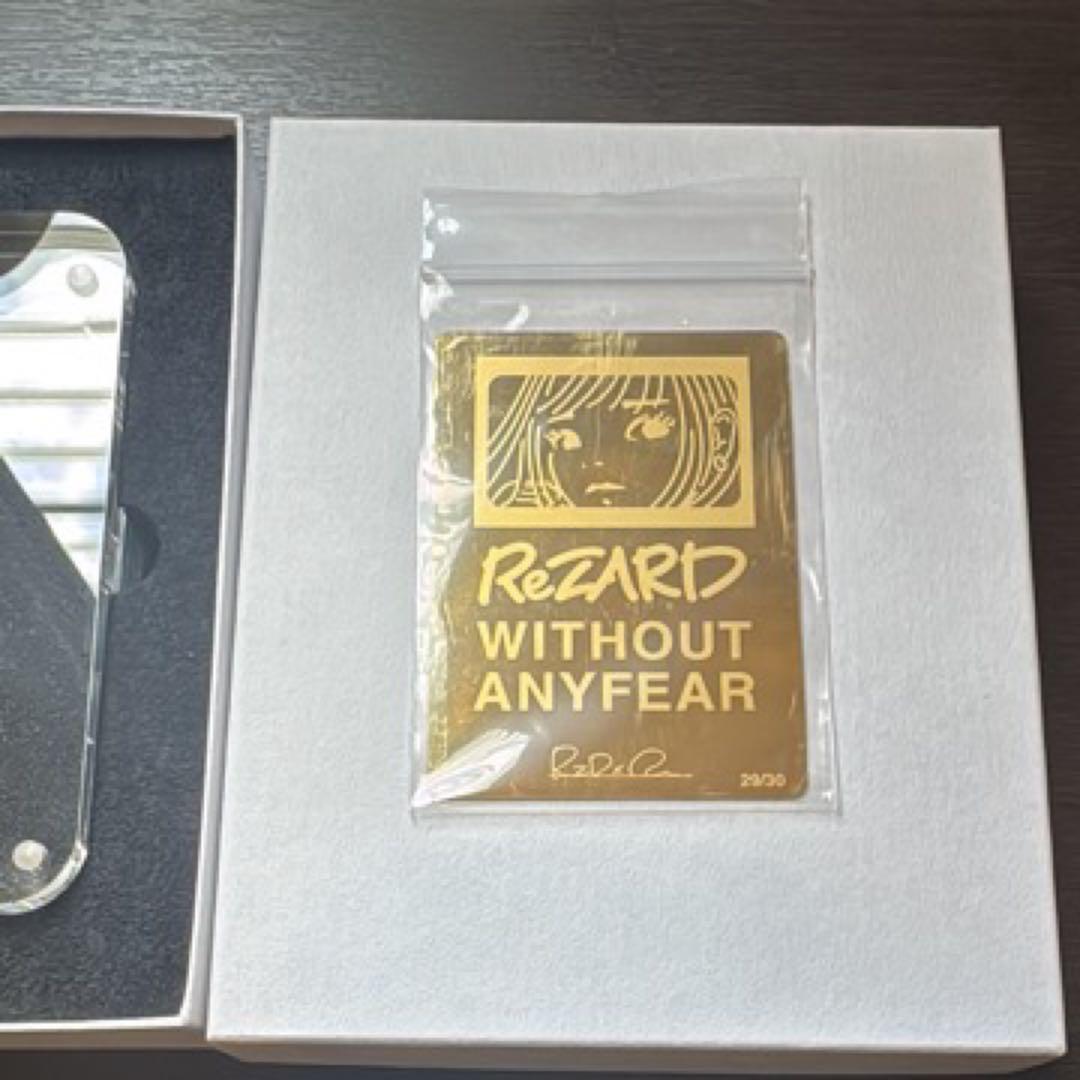 ReZARD
WITHOUT
ANYFEAR
29/30